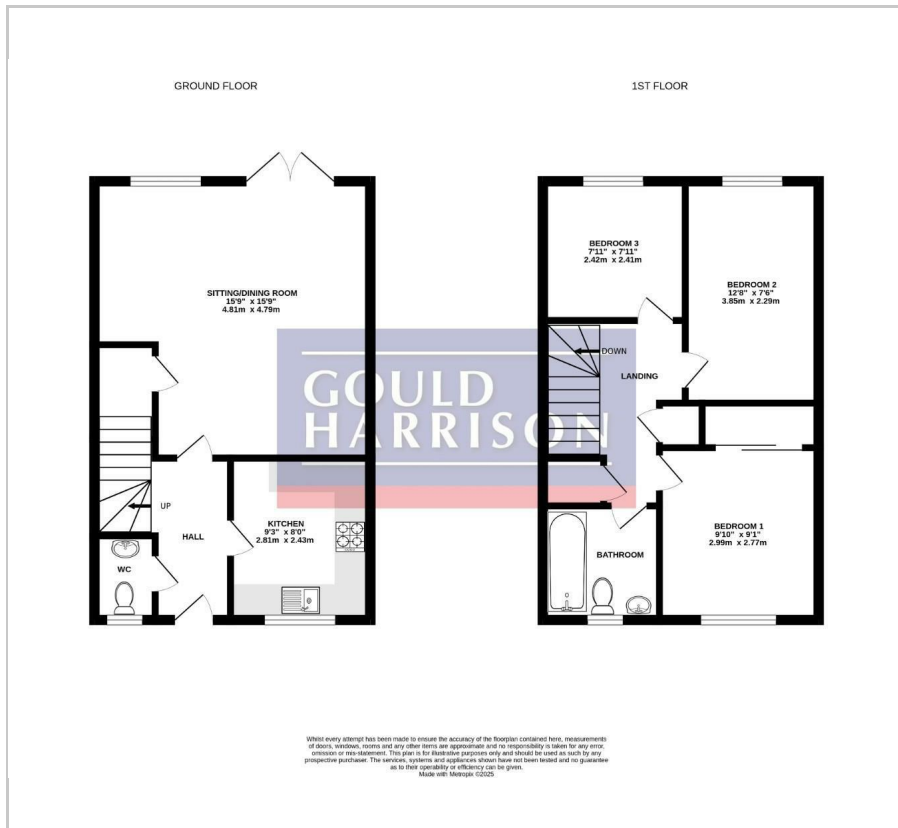 GROUND FLOOR
1ST FLOOR
SITTING/DINING ROOM
15'9" x 15'9"
4.81m x 4.79m
UP
HALL
KITCHEN
9'3" x 8'0"
2.81m x 2.43m
WC
BEDROOM 3
7'11" x 7'11"
2.42m x 2.41m
BEDROOM 2
12'8" x 7'6"
3.85m x 2.29m
DOWN
LANDING
BEDROOM 1
9'10" x 9'1"
2.99m x 2.77m
BATHROOM
GOULD
HARRISON
Whilst every attempt has been made to ensure the accuracy of the floorplan contained here, measurements
of doors, windows, rooms and any other items are approximate and no responsibility is taken for any error,
omission or mis-statement. This plan is for illustrative purposes only and should be used as such by any
prospective purchaser. The services, systems and appliances shown have not been tested and no guarantee
as to their operability or efficiency can be given.
Made with Metropix ©2025